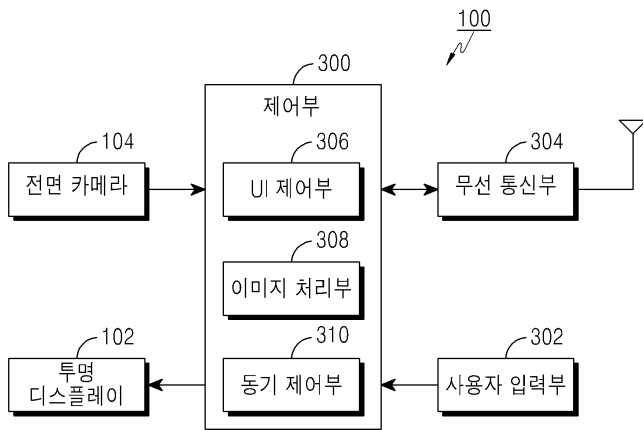 100
300
제어부
104
전면 카메라
306
UI 제어부
304
무선 통신부
308
이미지 처리부
102
투명
디스플레이
310
동기 제어부
302
사용자 입력부